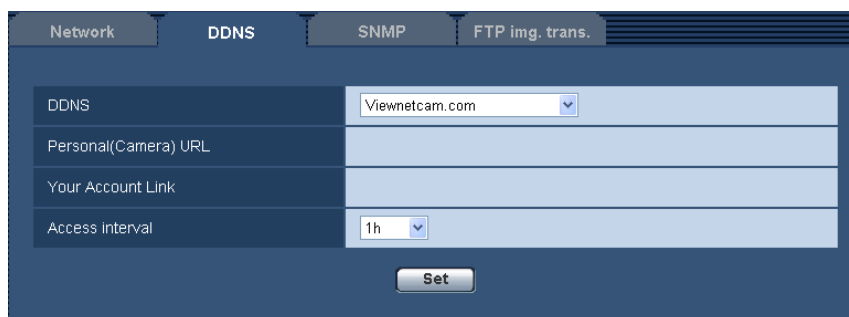 Network DDNS SNMP FTP img. trans.
DDNS Viewnetcam.com
Personal(Camera) URL
Your Account Link
Access interval 1h
Set